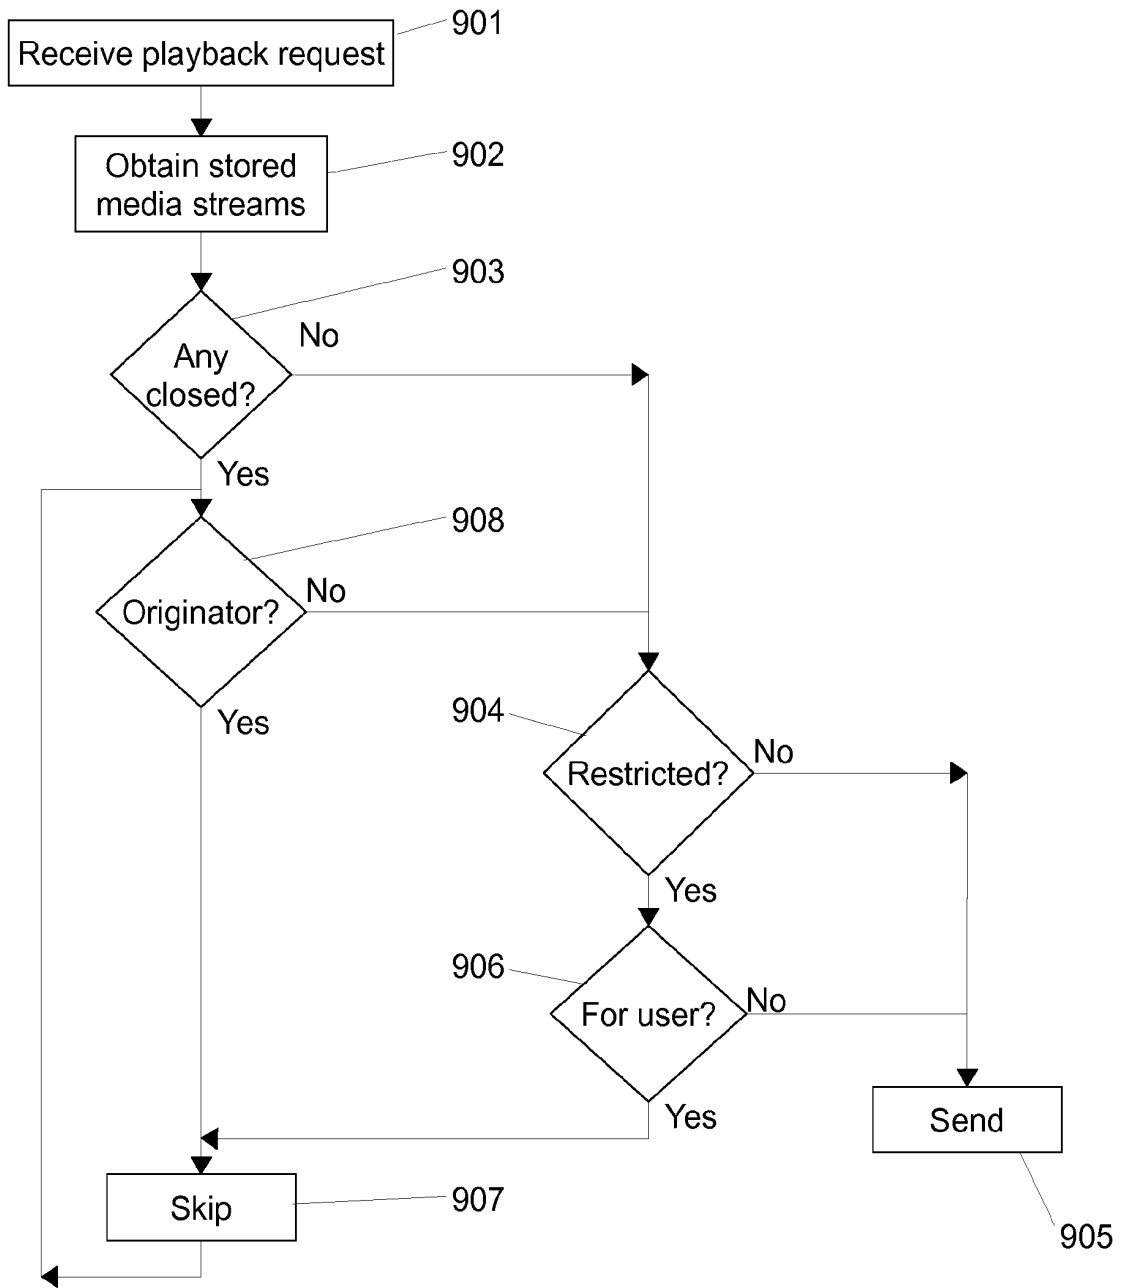 901
Receive playback request
902
Obtain stored
media streams
903
No
Any
closed?
Yes
908
No
Originator?
Yes
904
No
Restricted?
Yes
906
No
For user?
Yes
Send
Skip
907
905